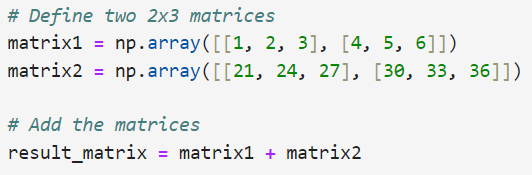 # Define two 2x3 matrices
matrix1 = np.array([[1, 2, 3], [4, 5, 6]])
matrix2 = np.array([[21, 24, 27], [30, 33, 36]])
# Add the matrices
result_matrix = matrix1 + matrix2